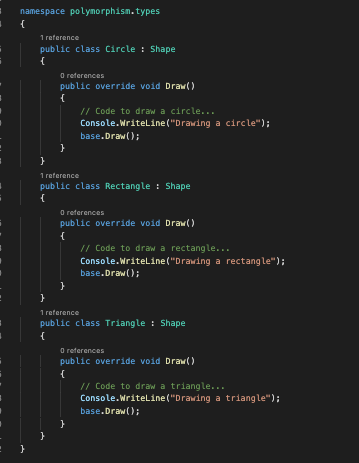 namespace polymorphism.types
{
1 reference
public class Circle : Shape
{
0 references
public override void Draw()
{
// Code to draw a circle...
Console.WriteLine("Drawing a circle");
base.Draw();
}
}
1 reference
public class Rectangle : Shape
{
0 references
public override void Draw()
{
// Code to draw a rectangle...
Console.WriteLine("Drawing a rectangle");
base.Draw();
}
}
1 reference
public class Triangle : Shape
{
0 references
public override void Draw()
{
// Code to draw a triangle...
Console.WriteLine("Drawing a triangle");
base.Draw();
}
}
}